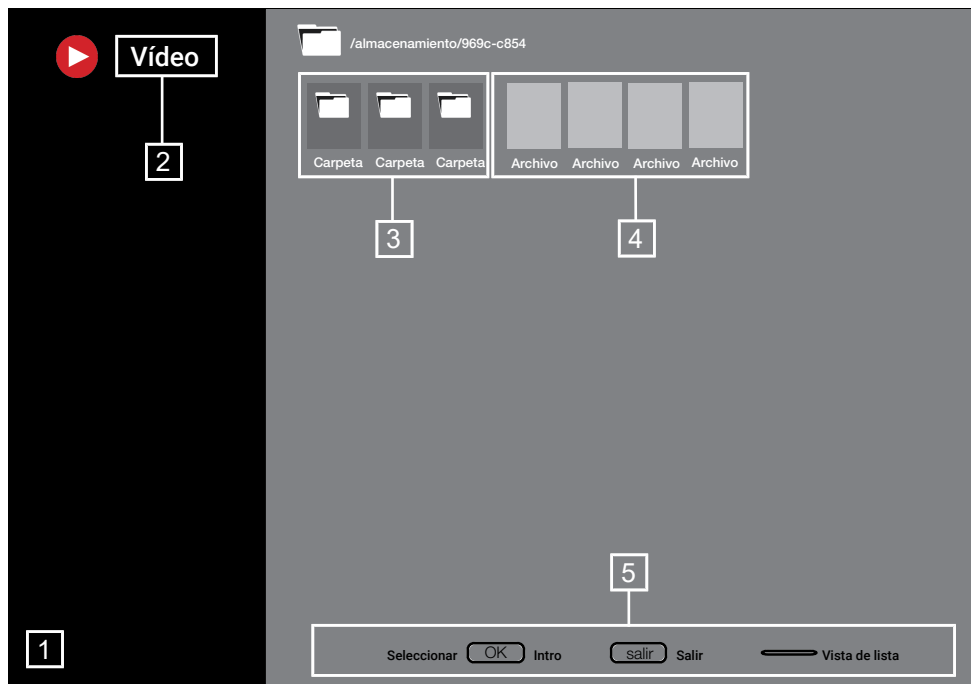 Vídeo
2
/almacenamiento/969c-c854
Carpeta Carpeta Carpeta Archivo Archivo Archivo Archivo
3 4
5
1
Seleccionar OK Intro salir Salir Vista de lista